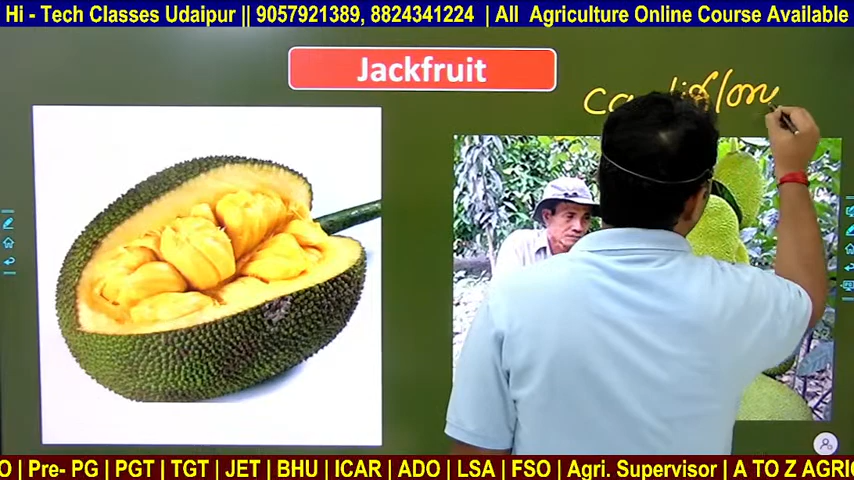 Hi - Tech Classes Udaipur || 9057921389, 8824341224 | All Agriculture Online Course Available
Jackfruit
O | Pre- PG | PGT | TGT | JET | BHU | ICAR | ADO | LSA | FSO | Agri. Supervisor | A TO Z AGRIC